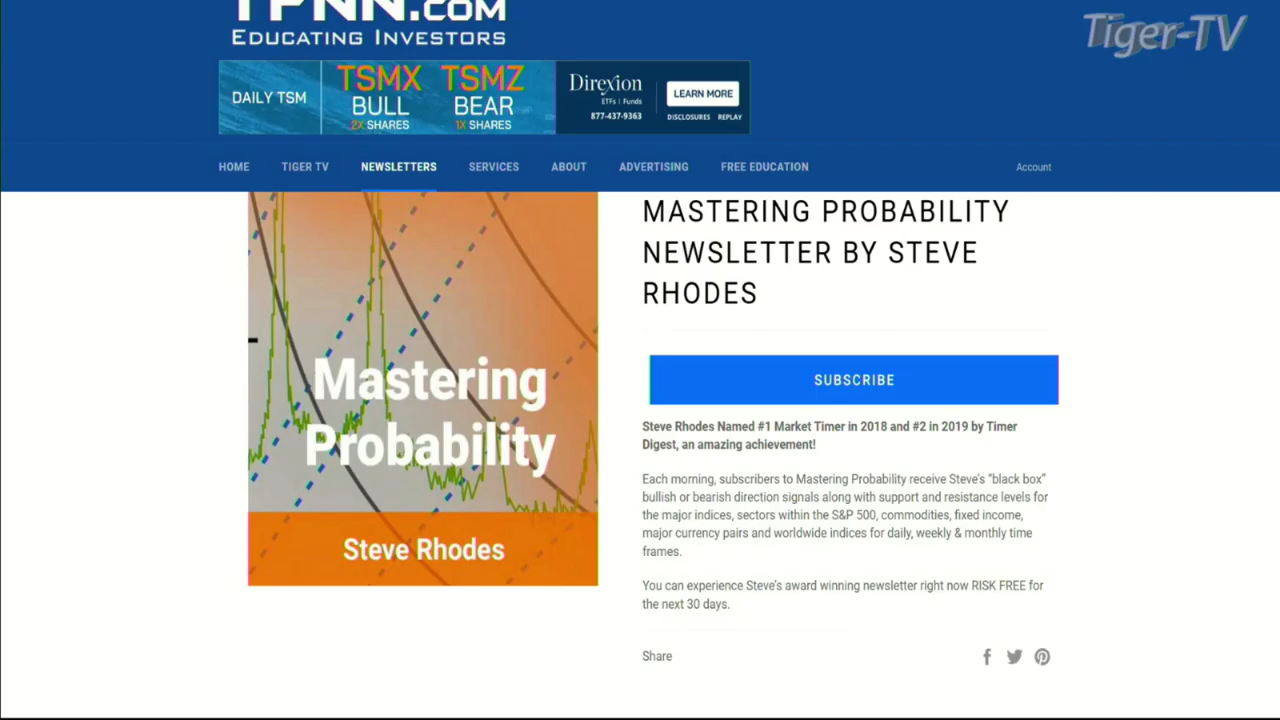 TFNN.COM
EDUCATING INVESTORS
Tiger-TV
DAILY TSM
TSMX
BULL
2X SHARES
TSMZ
BEAR
1X SHARES
Direxion
ETFs | Funds
877-437-9363
LEARN MORE
DISCLOSURES REPLAY
HOME TIGER TV NEWSLETTERS SERVICES ABOUT ADVERTISING FREE EDUCATION Account
Mastering
Probability
Steve Rhodes
MASTERING PROBABILITY
NEWSLETTER BY STEVE
RHODES
SUBSCRIBE
Steve Rhodes Named #1 Market Timer in 2018 and #2 in 2019 by Timer
Digest, an amazing achievement!
Each morning, subscribers to Mastering Probability receive Steve's “black box”
bullish or bearish direction signals along with support and resistance levels for
the major indices, sectors within the S&P 500, commodities, fixed income,
major currency pairs and worldwide indices for daily, weekly & monthly time
frames.
You can experience Steve's award winning newsletter right now RISK FREE for
the next 30 days.
Share